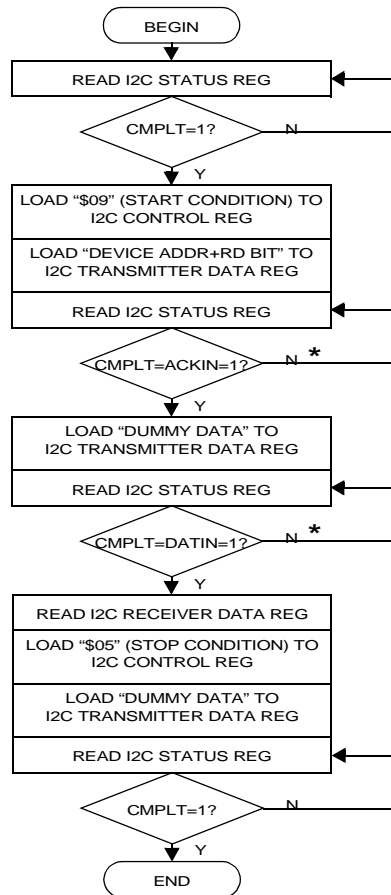 BEGIN
READ I2C STATUS REG
CMPLT=1?
N
Y
LOAD “$09” (START CONDITION) TO
I2C CONTROL REG
LOAD “DEVICE ADDR+RD BIT” TO
I2C TRANSMITTER DATA REG
READ I2C STATUS REG
CMPLT=ACKIN=1?
N *
Y
LOAD “DUMMY DATA” TO
I2C TRANSMITTER DATA REG
READ I2C STATUS REG
CMPLT=DATIN=1?
N *
Y
READ I2C RECEIVER DATA REG
LOAD “$05” (STOP CONDITION) TO
I2C CONTROL REG
LOAD “DUMMY DATA” TO
I2C TRANSMITTER DATA REG
READ I2C STATUS REG
CMPLT=1?
N
Y
END